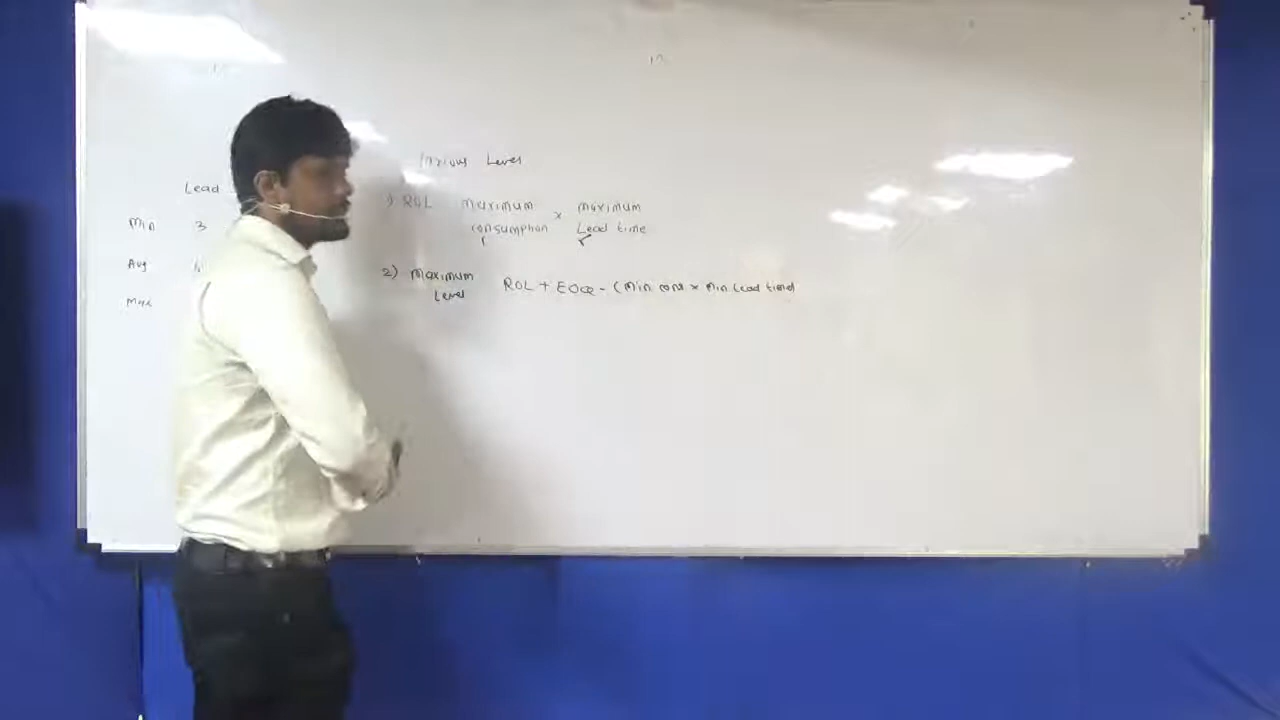 Various Level
Lead
Min 3
Avg
Max
1) ROL maximum consumption × maximum Lead time
2) Maximum Level ROL + EOQ - (Min cons × Min Lead time)